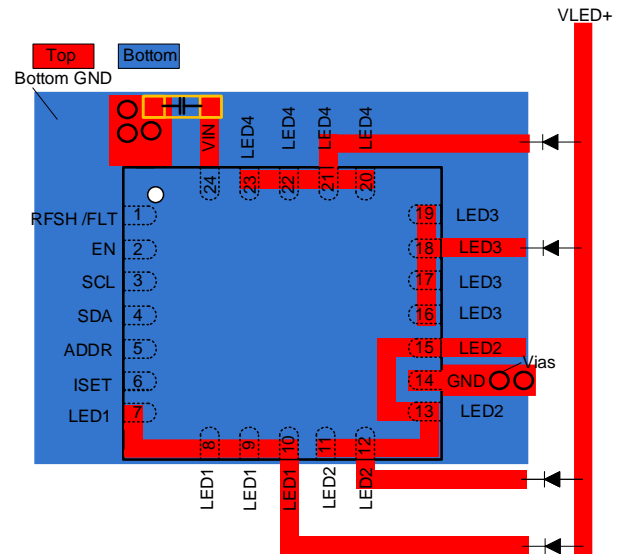 VLED+
Top
Bottom
Bottom GND
VIN
LED4
LED4
LED4
LED4
24
23
22
21
20
RFSH /FLT
1
19
LED3
EN
2
18
LED3
SCL
3
17
LED3
SDA
4
16
LED3
ADDR
5
15
LED2
Vias
ISET
6
14
GND
LED1
7
13
LED2
8
9
10
11
12
LED1
LED1
LED1
LED2
LED2